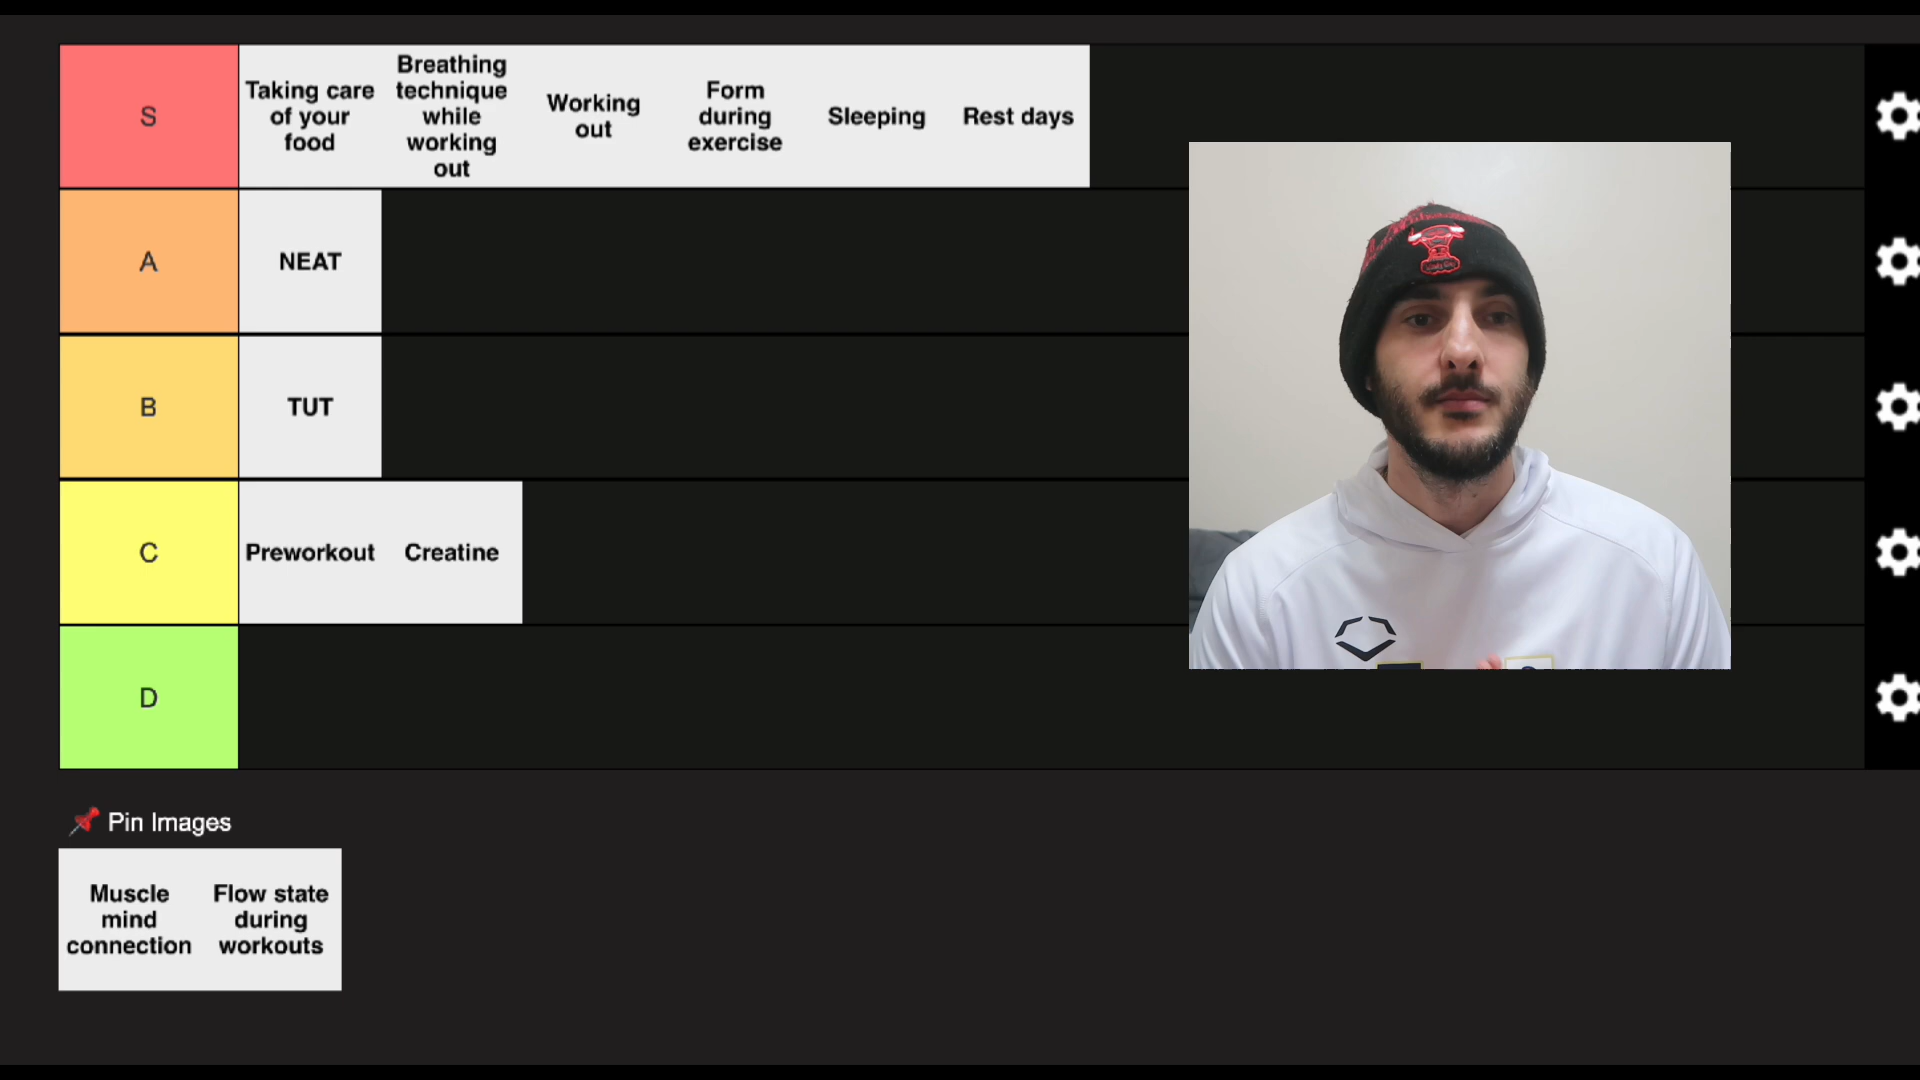 S
Taking care
of your
food
Breathing
technique
while
working
out
Working
out
Form
during
exercise
Sleeping
Rest days
A
NEAT
B
TUT
C
Preworkout
Creatine
D
Pin Images
Muscle
mind
connection
Flow state
during
workouts